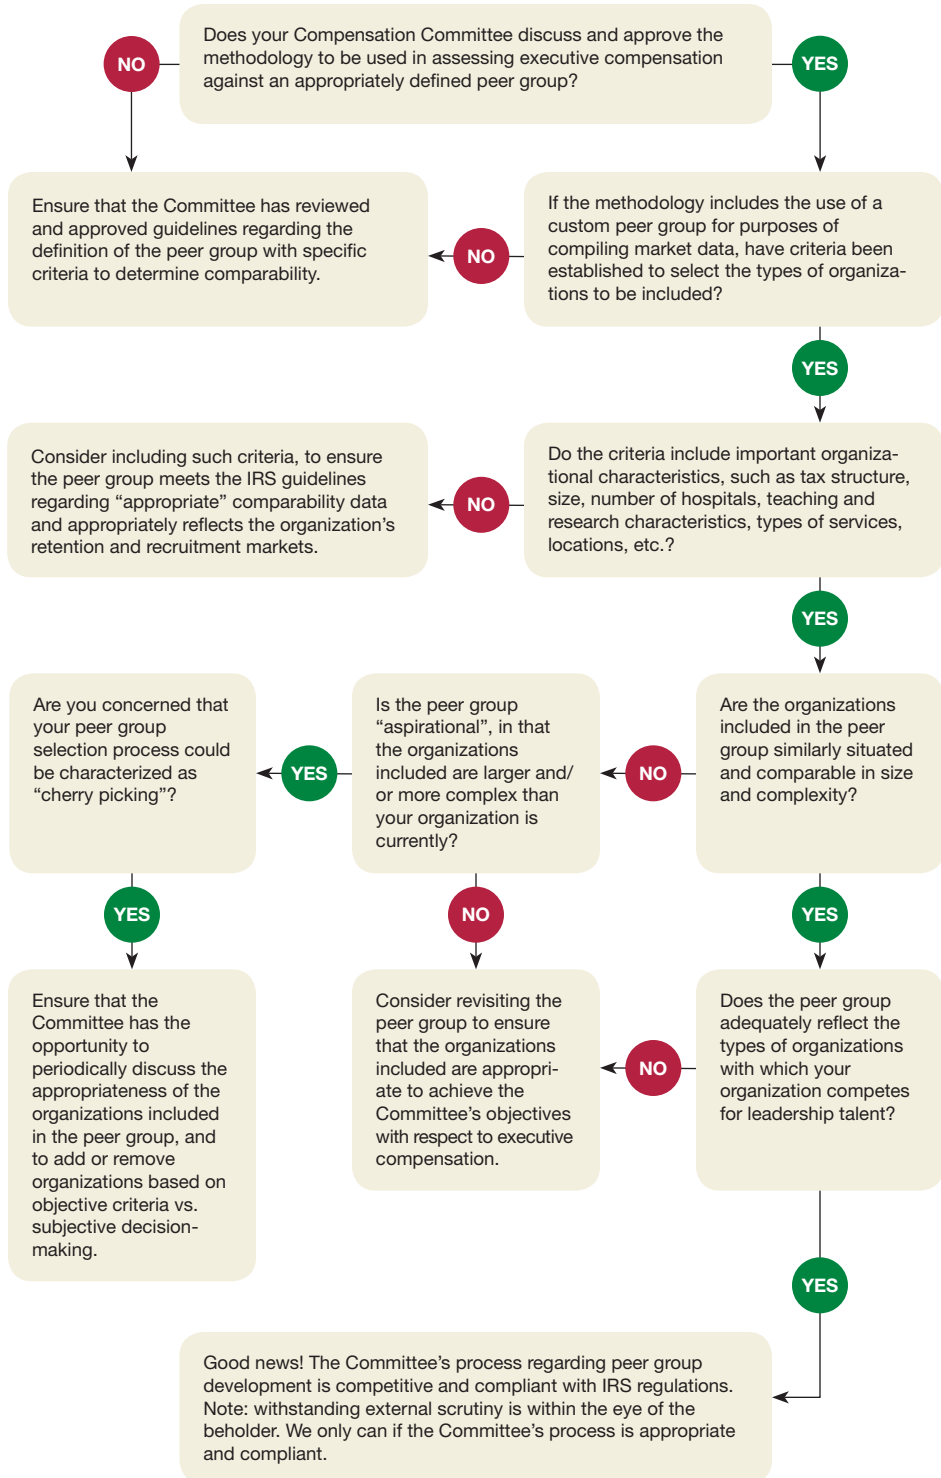 Does your Compensation Committee discuss and approve the
methodology to be used in assessing executive compensation
against an appropriately defined peer group?
NO
YES
Ensure that the Committee has reviewed
and approved guidelines regarding the
definition of the peer group with specific
criteria to determine comparability.
NO
If the methodology includes the use of a
custom peer group for purposes of
compiling market data, have criteria been
established to select the types of organiza-
tions to be included?
YES
Consider including such criteria, to ensure
the peer group meets the IRS guidelines
regarding “appropriate” comparability data
and appropriately reflects the organization’s
retention and recruitment markets.
NO
Do the criteria include important organiza-
tional characteristics, such as tax structure,
size, number of hospitals, teaching and
research characteristics, types of services,
locations, etc.?
YES
Are you concerned that
your peer group
selection process could
be characterized as
“cherry picking”?
YES
Is the peer group
“aspirational”, in that
the organizations
included are larger and/
or more complex than
your organization is
currently?
NO
Are the organizations
included in the peer
group similarly situated
and comparable in size
and complexity?
YES
NO
YES
Ensure that the
Committee has the
opportunity to
periodically discuss the
appropriateness of the
organizations included
in the peer group, and
to add or remove
organizations based on
objective criteria vs.
subjective decision-
making.
Consider revisiting the
peer group to ensure
that the organizations
included are appropri-
ate to achieve the
Committee’s objectives
with respect to executive
compensation.
NO
Does the peer group
adequately reflect the
types of organizations
with which your
organization competes
for leadership talent?
YES
Good news! The Committee’s process regarding peer group
development is competitive and compliant with IRS regulations.
Note: withstanding external scrutiny is within the eye of the
beholder. We only can if the Committee’s process is appropriate
and compliant.